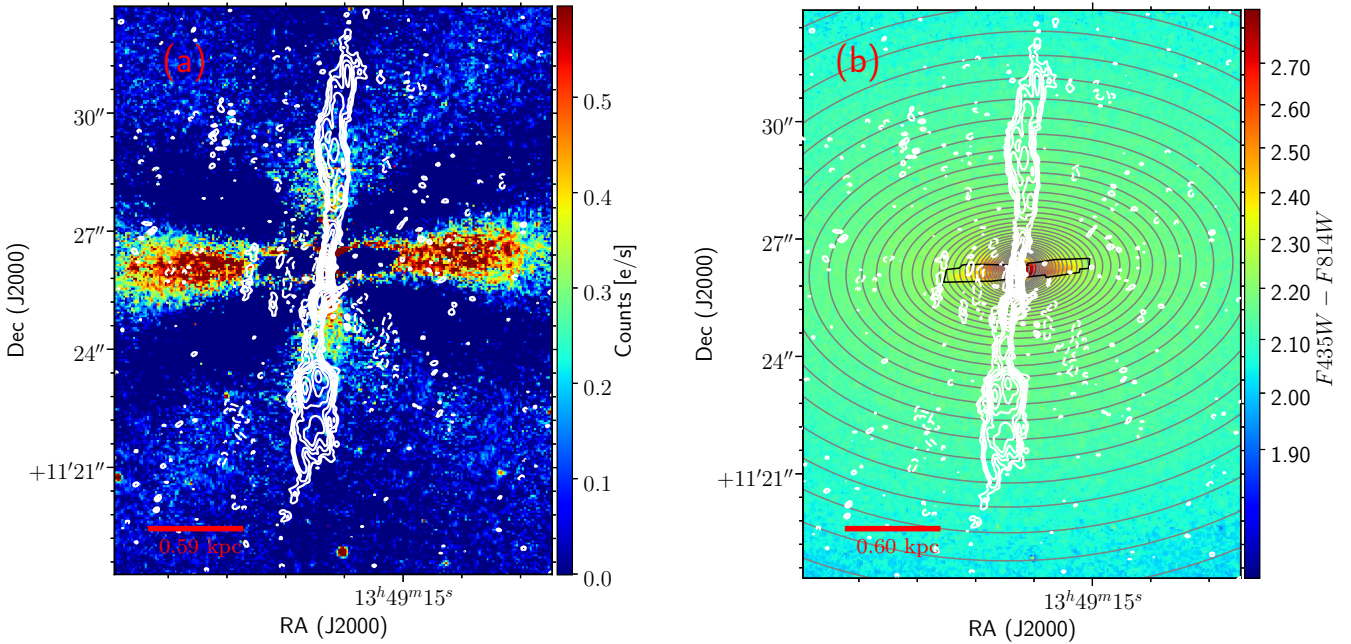 (a)
30″
27″
24″
+11′21″
Dec (J2000)
0.59 kpc
13ʰ49ᵐ15ˢ
RA (J2000)
0.5
0.4
0.3
0.2
0.1
0.0
Counts [e/s]
(b)
30″
27″
24″
+11′21″
Dec (J2000)
0.60 kpc
13ʰ49ᵐ15ˢ
RA (J2000)
2.70
2.60
2.50
2.40
2.30
2.20
2.10
2.00
1.90
F435W − F814W